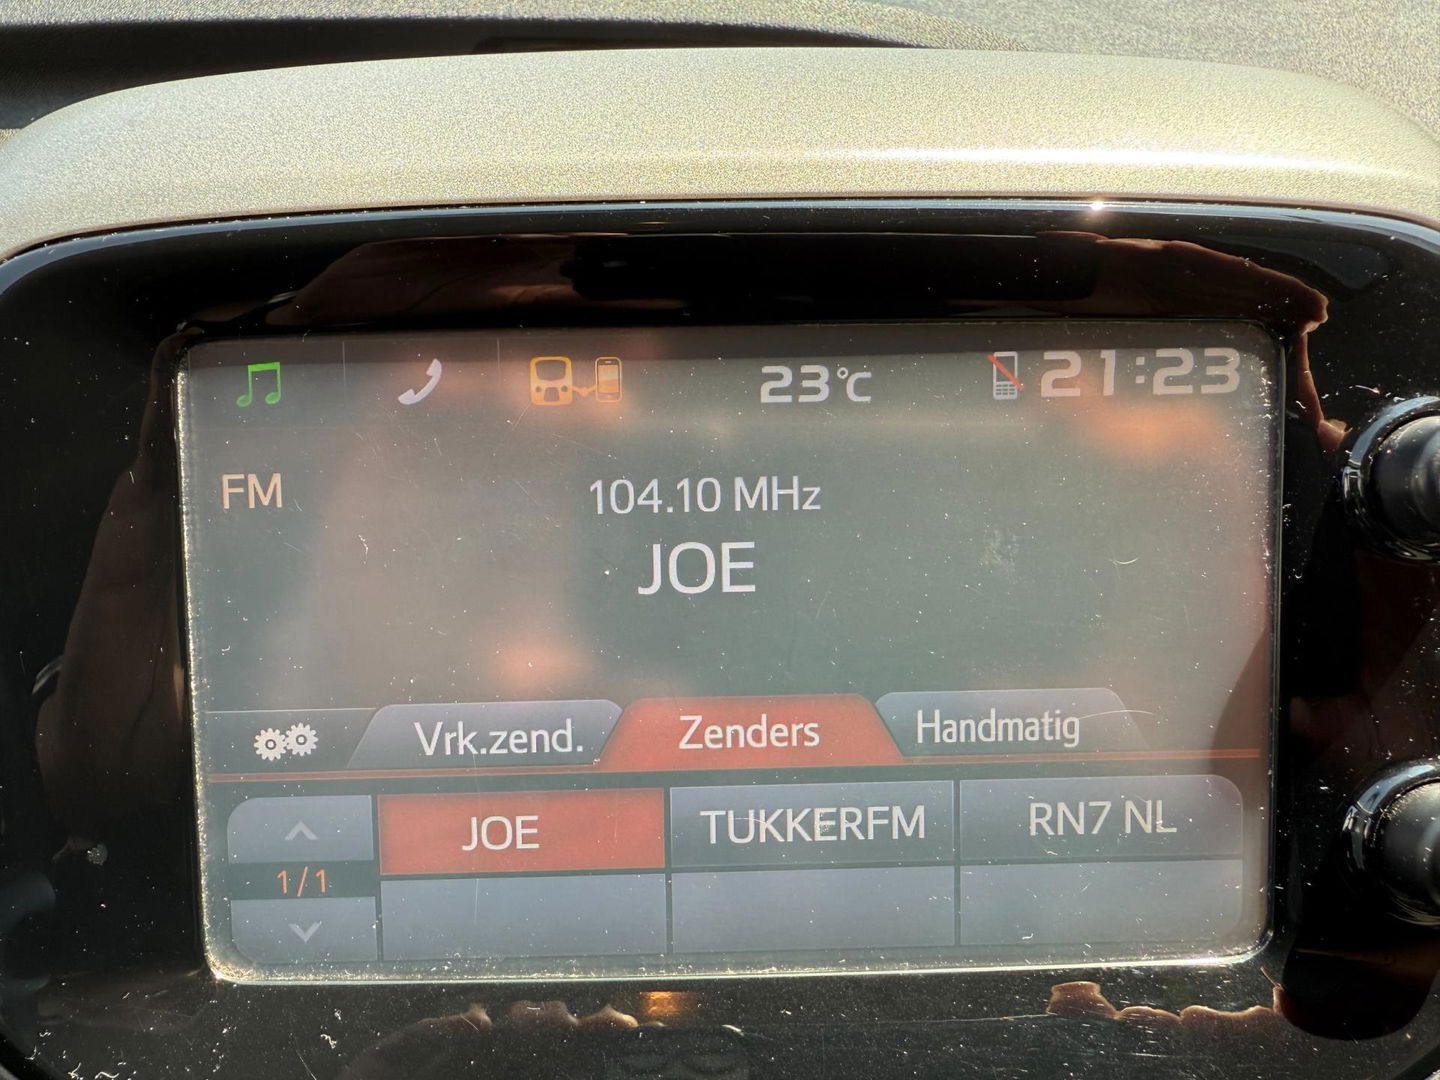 23°C
21:23
FM
104.10 MHz
JOE
Vrk.zend.
Zenders
Handmatig
JOE
TUKKERFM
RN7 NL
1/1